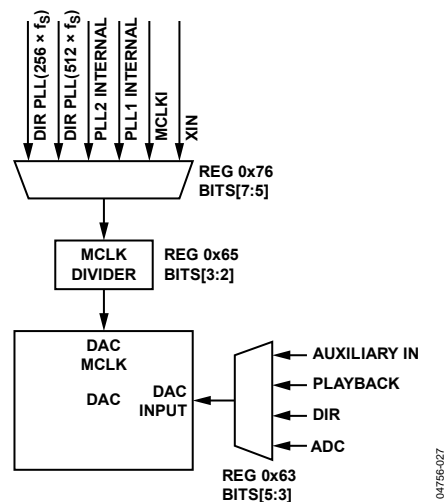 DIR PLL(256 × fS)
DIR PLL(512 × fS)
PLL2 INTERNAL
PLL1 INTERNAL
MCLKI
XIN
REG 0x76
BITS[7:5]
MCLK
DIVIDER
REG 0x65
BITS[3:2]
DAC
MCLK
DAC
DAC
INPUT
AUXILIARY IN
PLAYBACK
DIR
ADC
REG 0x63
BITS[5:3]
04756-027